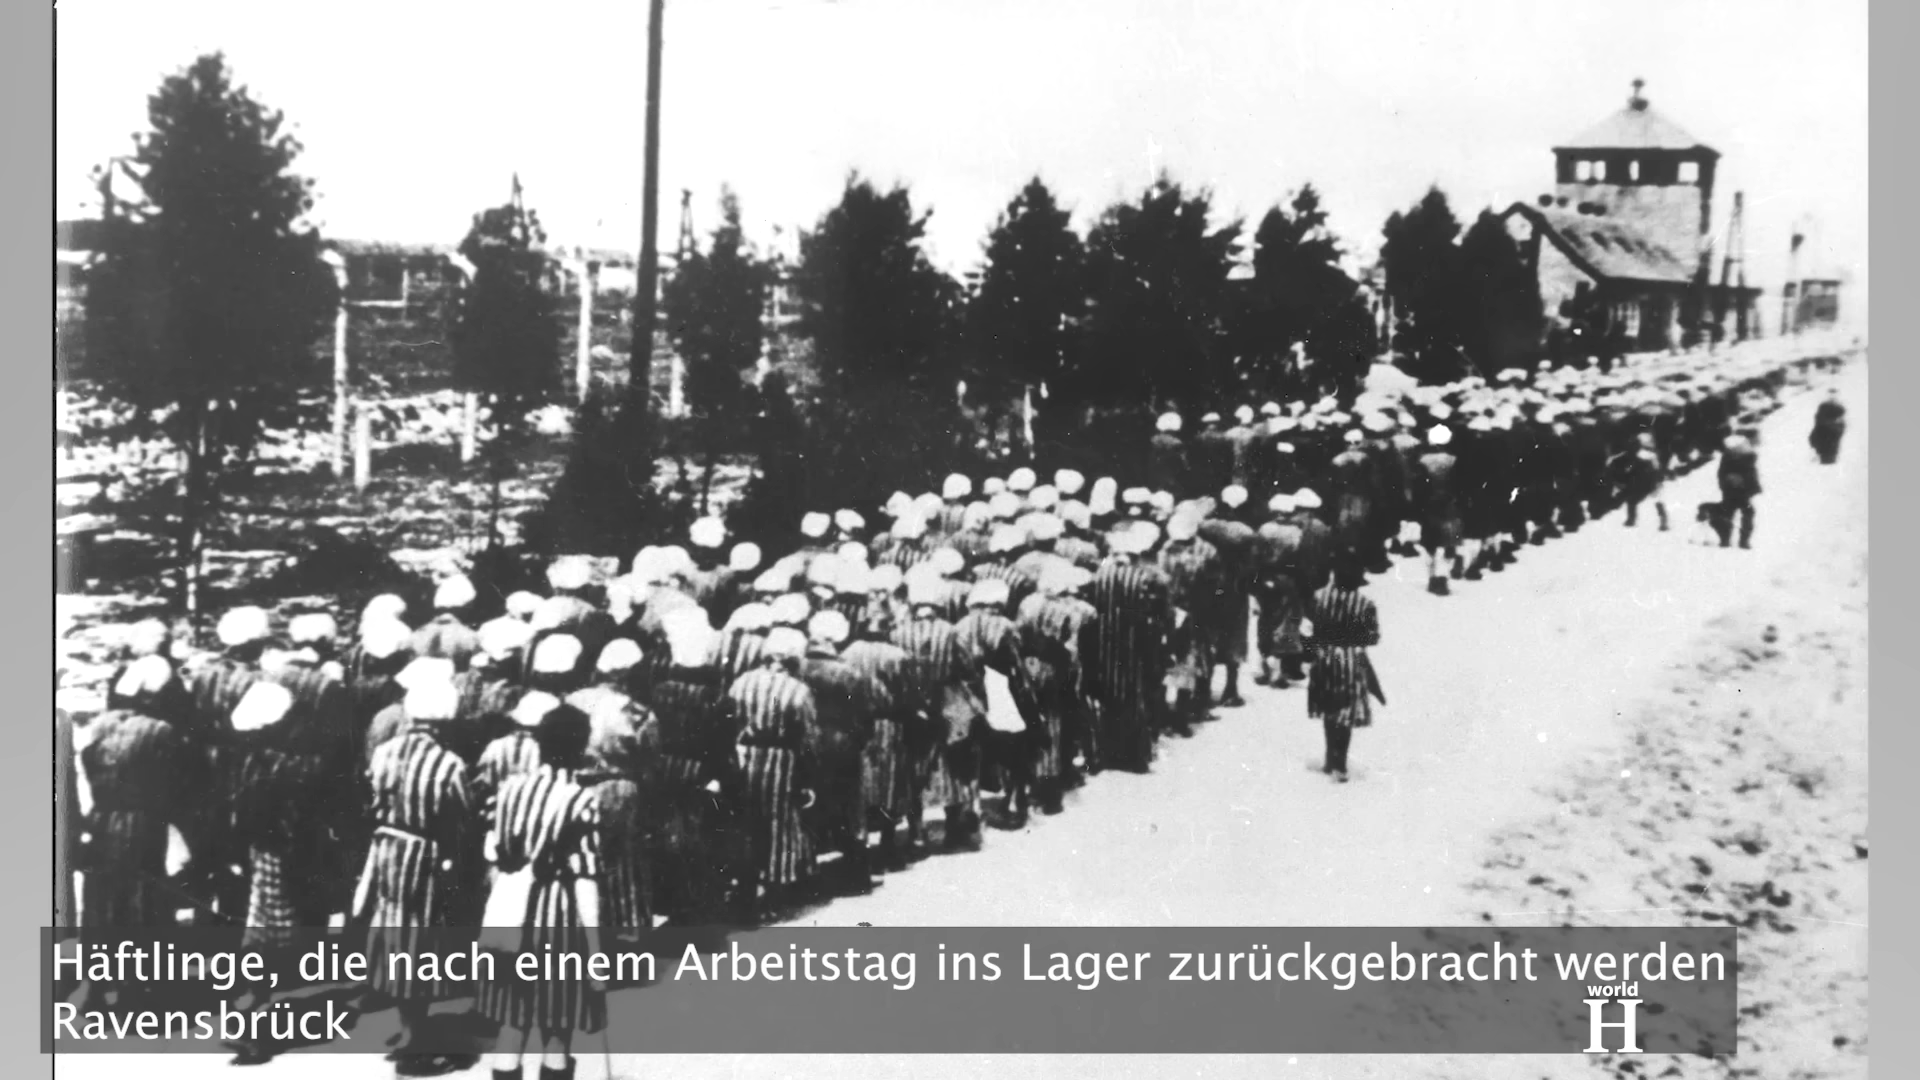 Häftlinge, die nach einem Arbeitstag ins Lager zurückgebracht werden
Ravensbrück
world
H